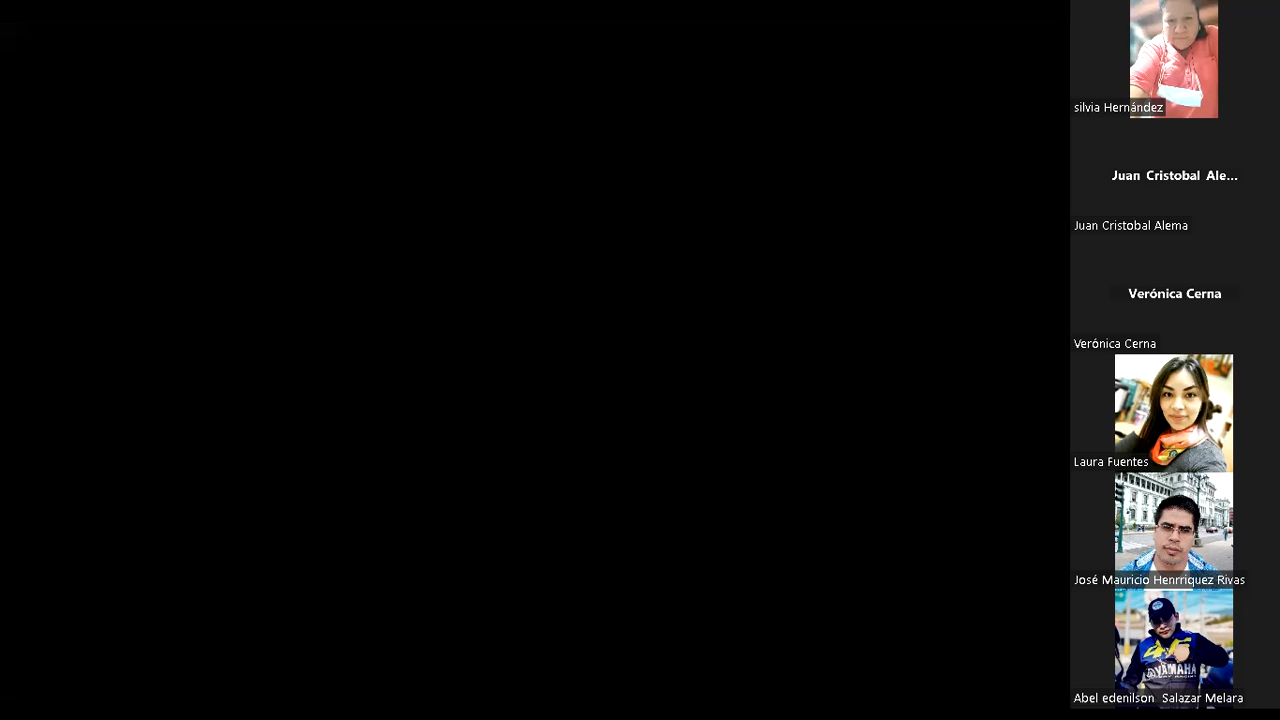 silvia Hernández
Juan Cristobal Ale...
Juan Cristobal Alema
Verónica Cerna
Verónica Cerna
Laura Fuentes
José Mauricio Henrriquez Rivas
YAMAHA
Abel edenilson Salazar Melara